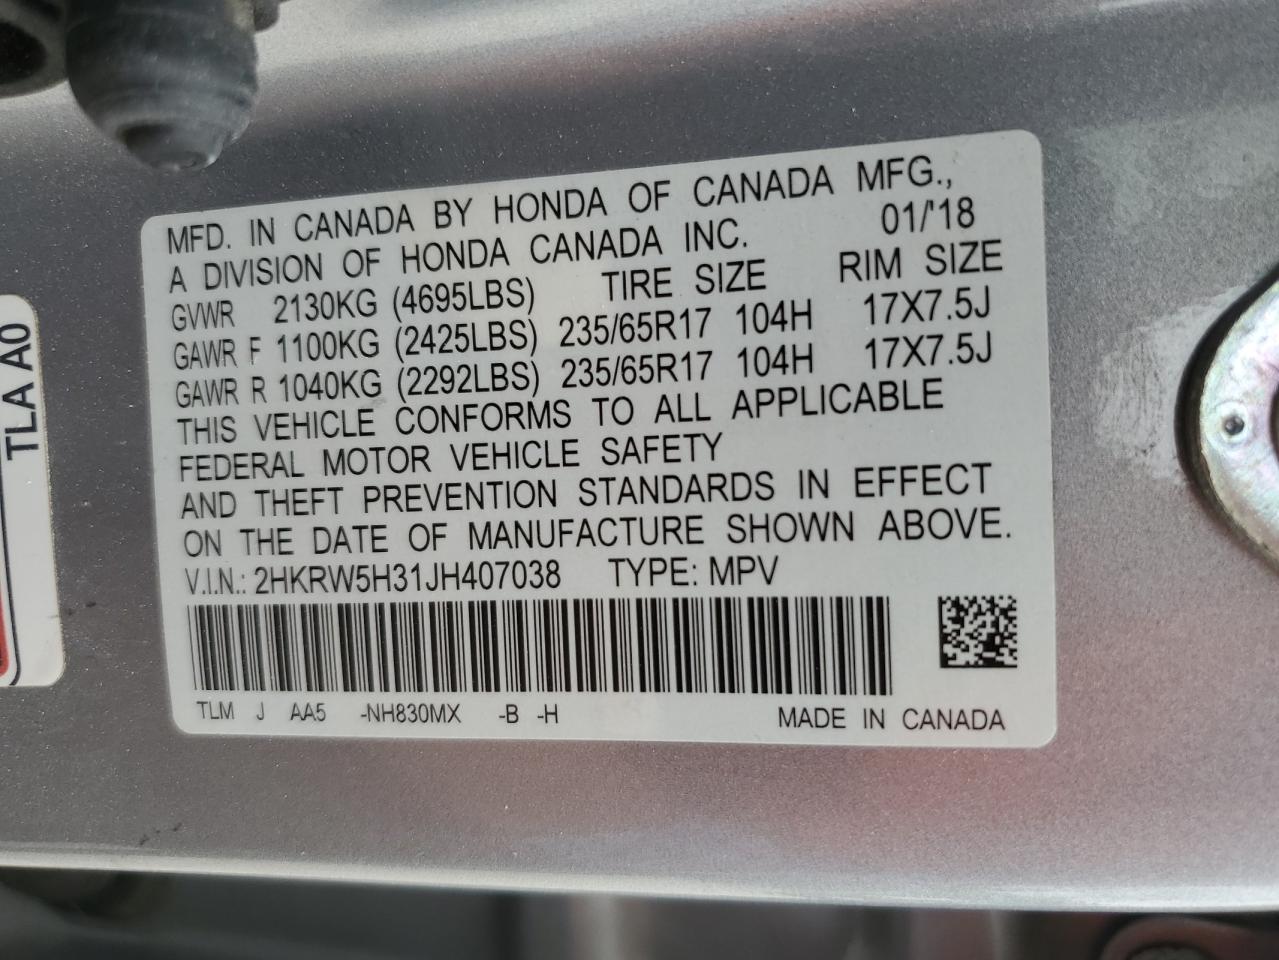 MFD. IN CANADA BY HONDA OF CANADA MFG.,
A DIVISION OF HONDA CANADA INC. 01/'18
GVWR 2130KG (4695LBS) TIRE SIZE RIM SIZE
GAWR F 1100KG (2425LBS) 235/65R17 104H 17X7.5J
GAWR R 1040KG (2292LBS) 235/65R17 104H 17X7.5J
THIS VEHICLE CONFORMS TO ALL APPLICABLE
FEDERAL MOTOR VEHICLE SAFETY
AND THEFT PREVENTION STANDARDS IN EFFECT
ON THE DATE OF MANUFACTURE SHOWN ABOVE.
V.I.N.: 2HKRW5H31JH407038 TYPE: MPV
TLM J AA5 -NH830MX -B -H MADE IN CANADA
TLA A0